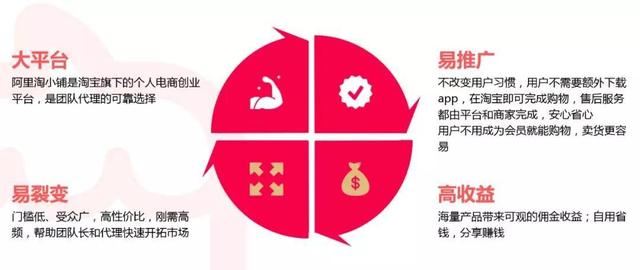 大平台
阿里淘小铺是淘宝旗下的个人电商创业
平台，是团队代理的可靠选择
易推广
不改变用户习惯，用户不需要额外下载
app，在淘宝即可完成购物，售后服务
都由平台和商家完成，安心省心
用户不用成为会员就能购物，卖货更容
易
易裂变
门槛低、受众广，高性价比，刚需高
频，帮助团队长和代理快速开拓市场
$
高收益
海量产品带来可观的佣金收益；自用省
钱，分享赚钱